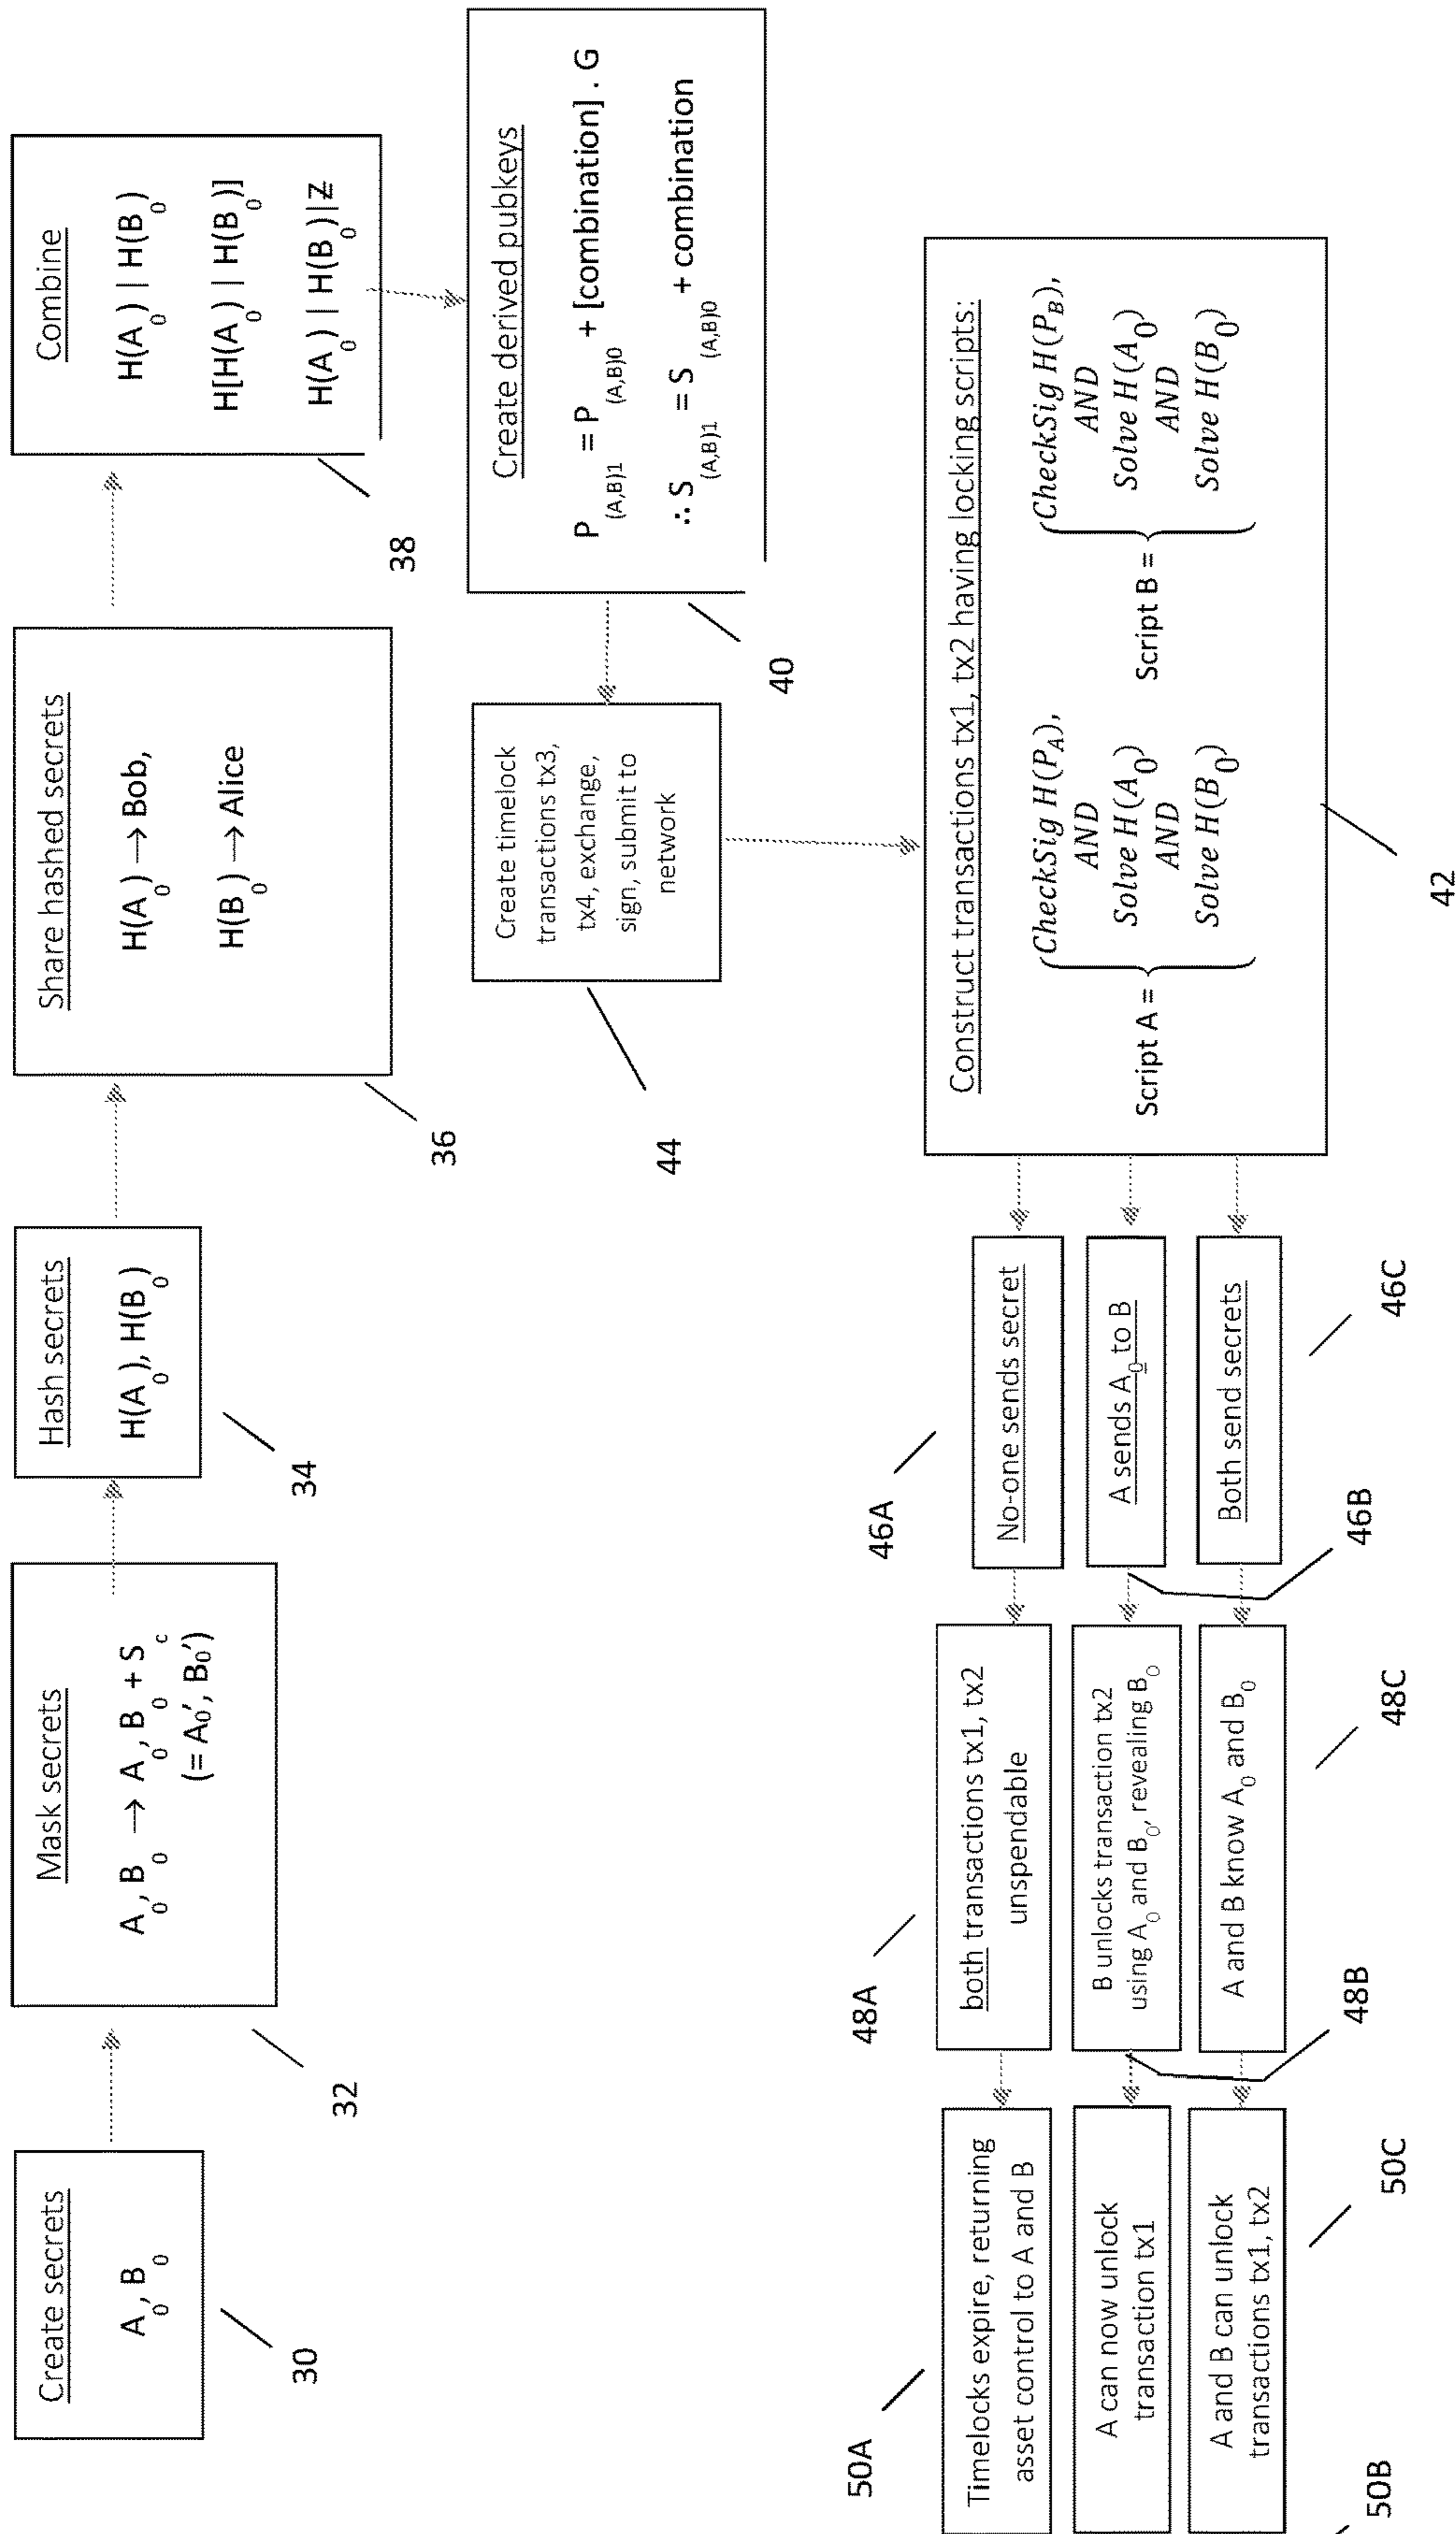 Create secrets
A₀, B₀
30
Mask secrets
A₀, B₀ → A₀, B₀ + S_c
(= A₀', B₀')
32
Hash secrets
H(A₀), H(B₀)
34
Share hashed secrets
H(A₀) → Bob,
H(B₀) → Alice
36
Combine
H(A₀) | H(B₀)
H[H(A₀) | H(B₀)]
H(A₀) | H(B₀)|Z
38
Create derived pubkeys
P(A,B)1 = P(A,B)0 + [combination] . G
∴ S(A,B)1 = S(A,B)0 + combination
40
Create timelock
transactions tx3,
tx4, exchange,
sign, submit to
network
44
Construct transactions tx1, tx2 having locking scripts:
Script A =
CheckSig H(P_A),
AND
Solve H(A₀)
AND
Solve H(B₀)
Script B =
CheckSig H(P_B),
AND
Solve H(A₀)
AND
Solve H(B₀)
42
No-one sends secret
46A
A sends A₀ to B
46B
Both send secrets
46C
both transactions tx1, tx2
unspendable
48A
B unlocks transaction tx2
using A₀ and B₀, revealing B₀
48B
A and B know A₀ and B₀
48C
Timelocks expire, returning
asset control to A and B
50A
A can now unlock
transaction tx1
50B
A and B can unlock
transactions tx1, tx2
50C